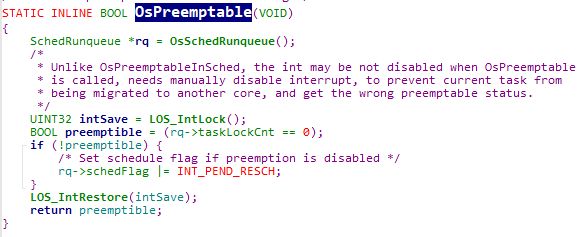 STATIC INLINE BOOL OsPreemptable(VOID)
{
    SchedRunqueue *rq = OsSchedRunqueue();
    /*
     * Unlike OsPreemptableInSched, the int may be not disabled when OsPreemptable
     * is called, needs manually disable interrupt, to prevent current task from
     * being migrated to another core, and get the wrong preemptable status.
     */
    UINT32 intSave = LOS_IntLock();
    BOOL preemptible = (rq->taskLockCnt == 0);
    if (!preemptible) {
        /* Set schedule flag if preemption is disabled */
        rq->schedFlag |= INT_PEND_RESCH;
    }
    LOS_IntRestore(intSave);
    return preemptible;
}